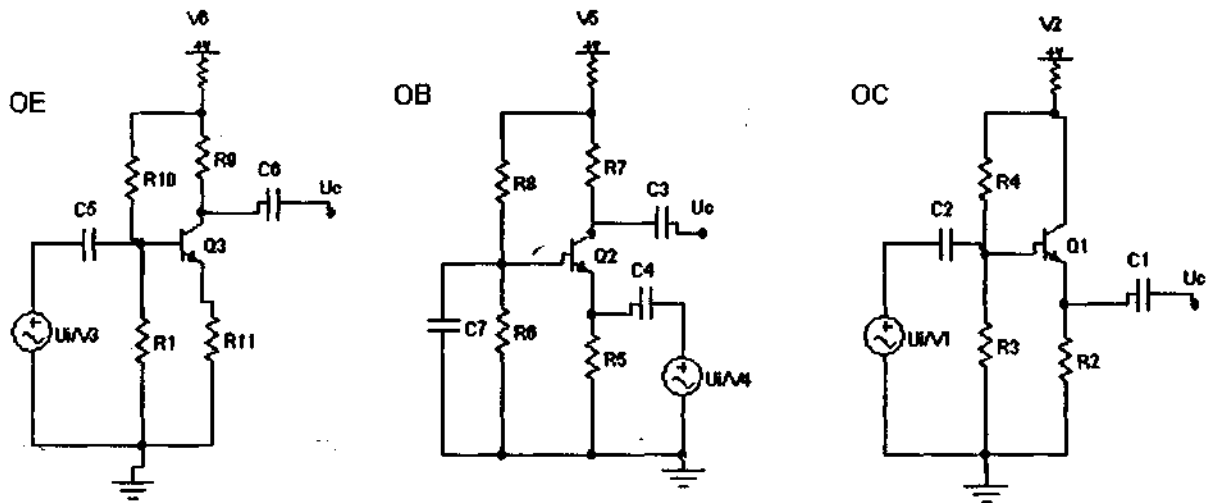 V6
+V
OE
R10
R9
C6
Uc
C5
Q3
Ui/V3
R1
R11
V5
+V
OB
R8
R7
C3
Uc
Q2
C4
C7
R6
R5
Ui/V4
V2
+V
OC
R4
C2
Q1
C1
Uc
Ui/V1
R3
R2